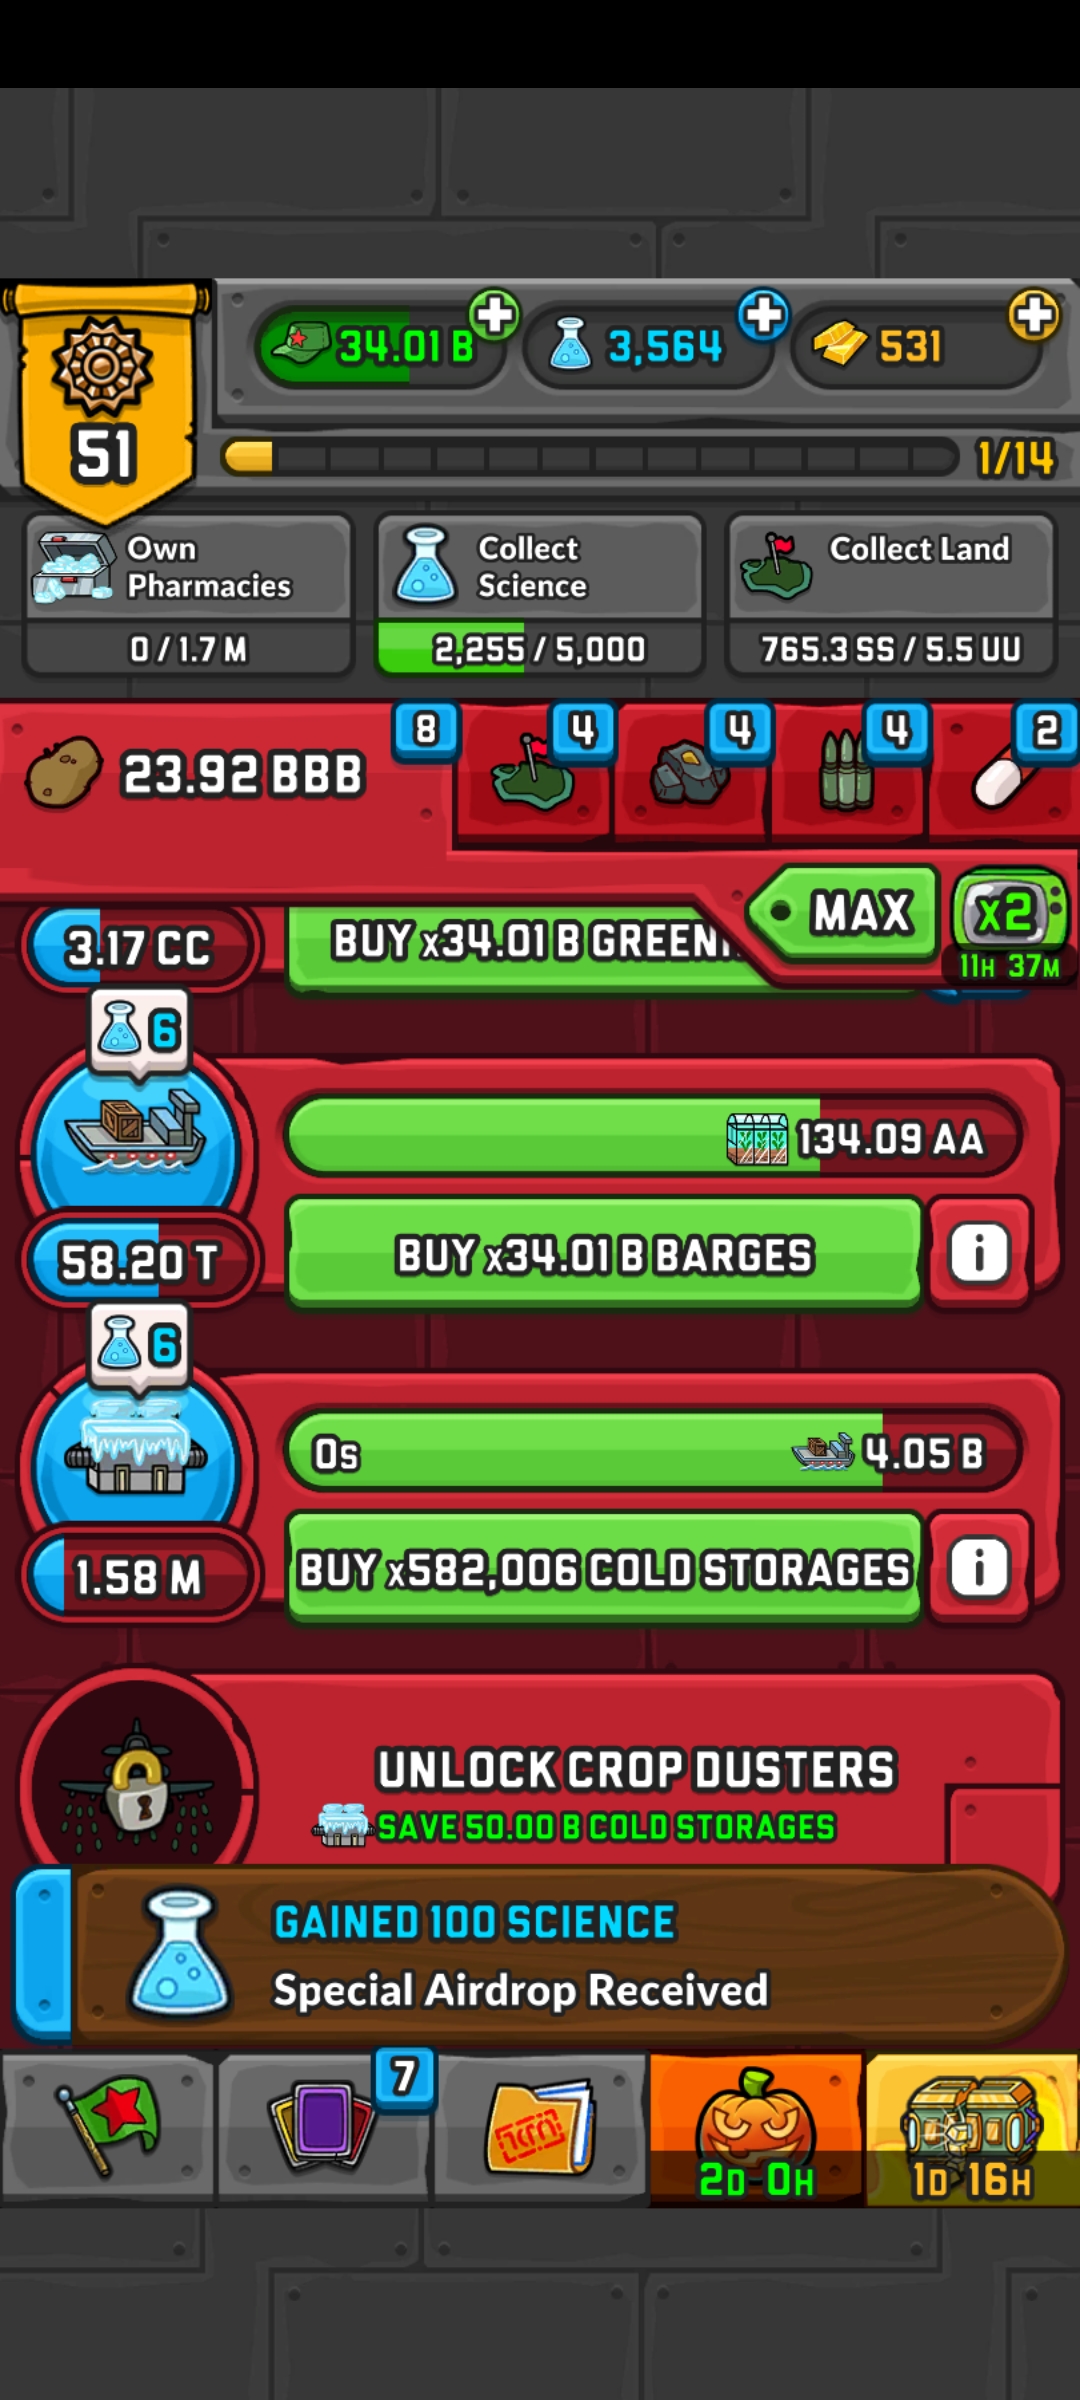 34.01 B
3,564
531
51
1/14
Own
Pharmacies
0 / 1.7 M
Collect
Science
2,255 / 5,000
Collect Land
765.3 SS / 5.5 UU
23.92 BBB
8
4
4
4
2
MAX
x2
11H 37M
3.17 CC
BUY x34.01 B
6
134.09 AA
58.20 T
BUY x34.01 B BARGES
i
6
0s
4.05 B
1.58 M
BUY x582,006 COLD STORAGES
i
UNLOCK CROP DUSTERS
SAVE 50.00 B COLD STORAGES
GAINED 100 SCIENCE
Special Airdrop Received
7
2D 0H
1D 16H